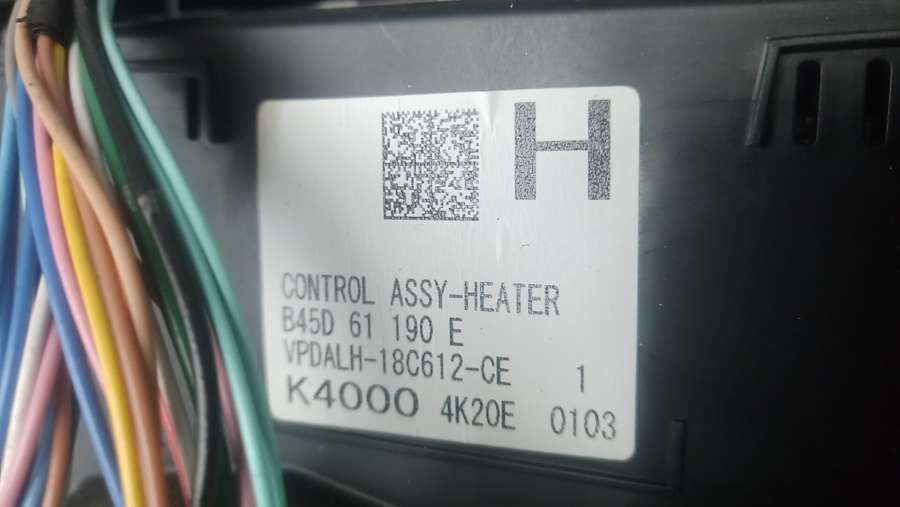 H
CONTROL ASSY-HEATER
B45D 61 190 E
VPDALH-18C612-CE 1
K4000 4K20E 0103